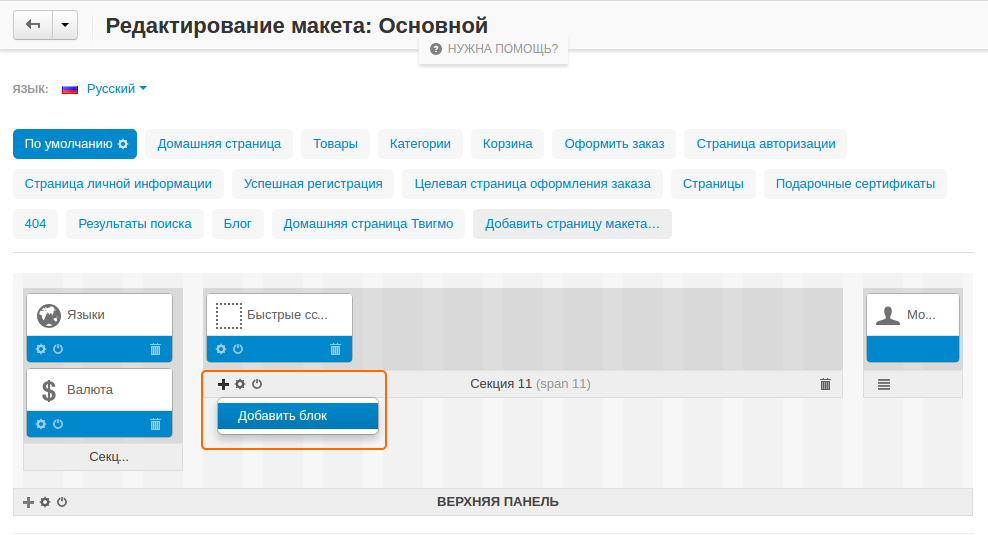 Редактирование макета: Основной
НУЖНА ПОМОЩЬ?
ЯЗЫК: Русский
По умолчанию Домашняя страница Товары Категории Корзина Оформить заказ Страница авторизации
Страница личной информации Успешная регистрация Целевая страница оформления заказа Страницы Подарочные сертификаты
404 Результаты поиска Блог Домашняя страница Твигмо Добавить страницу макета…
Языки Быстрые сс... Мо...
Валюта Секция 11 (span 11)
Добавить блок
Секц...
ВЕРХНЯЯ ПАНЕЛЬ